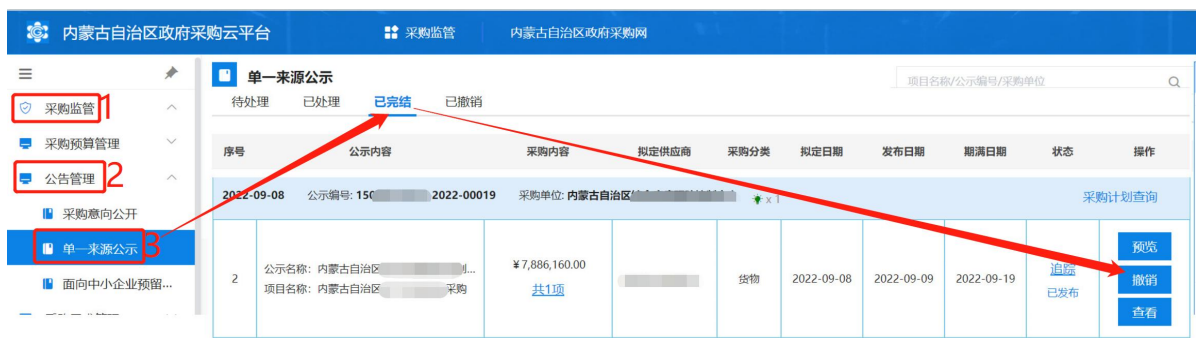 内蒙古自治区政府采购云平台
采购监管
内蒙古自治区政府采购网
采购监管 1
采购预算管理
公告管理 2
采购意向公开
单一来源公示 3
面向中小企业预留...
单一来源公示
项目名称/公示编号/采购单位
待处理 已处理 已完结 已撤销
序号 公示内容 采购内容 拟定供应商 采购分类 拟定日期 发布日期 期满日期 状态 操作
2022-09-08 公示编号: 150 2022-00019 采购单位: 内蒙古自治区 x 1 采购计划查询
2
公示名称: 内蒙古自治区
项目名称: 内蒙古自治区 采购
¥7,886,160.00
共1项
货物
2022-09-08
2022-09-09
2022-09-19
追踪
已发布
预览
撤销
查看